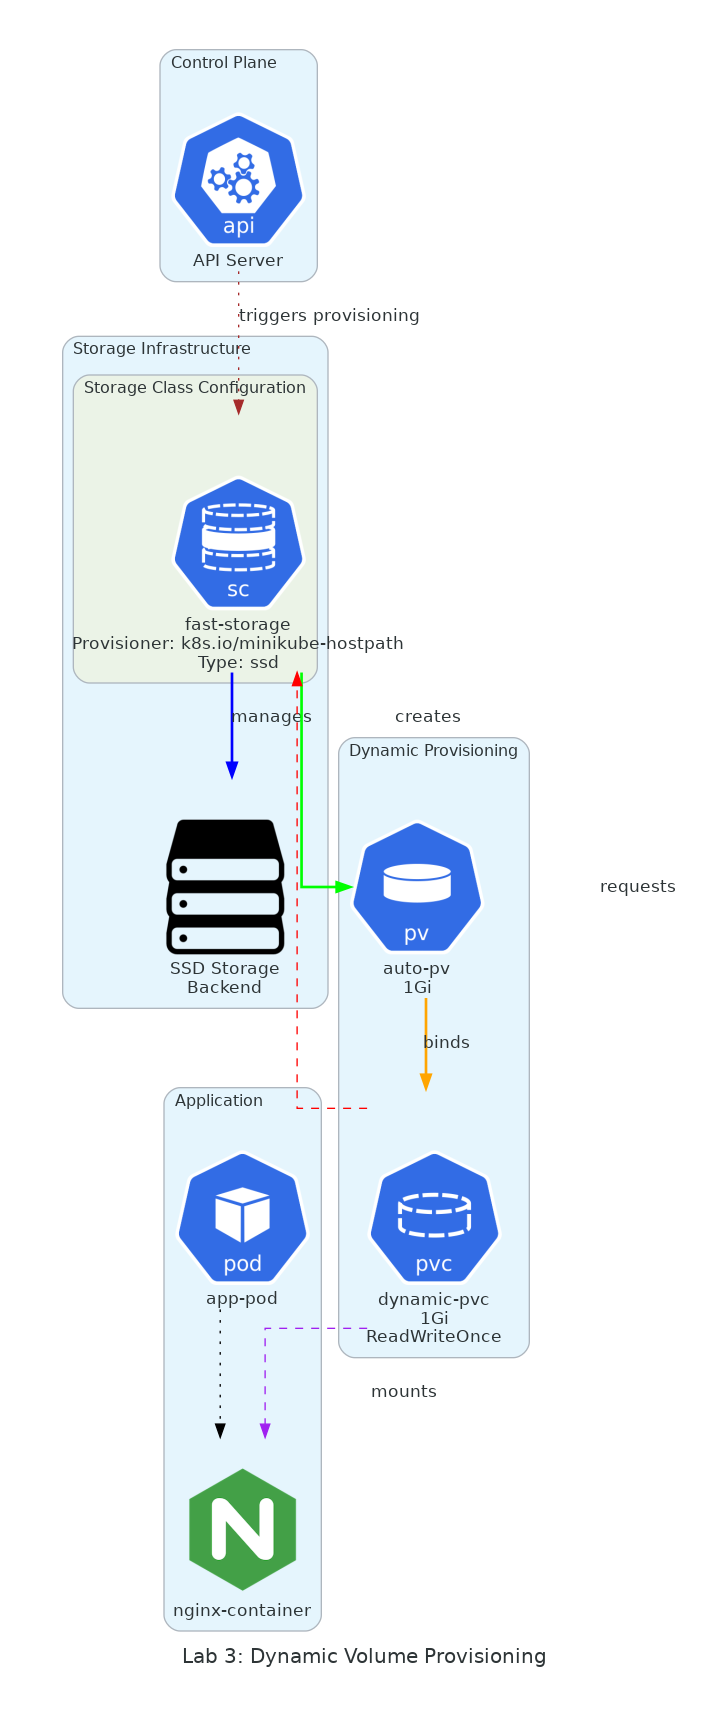 Control Plane
api
API Server
triggers provisioning
Storage Infrastructure
Storage Class Configuration
sc
fast-storage
Provisioner: k8s.io/minikube-hostpath
Type: ssd
manages
creates
Dynamic Provisioning
requests
pv
SSD Storage
Backend
auto-pv
1Gi
binds
Application
pod
app-pod
pvc
dynamic-pvc
1Gi
ReadWriteOnce
mounts
N
nginx-container
Lab 3: Dynamic Volume Provisioning